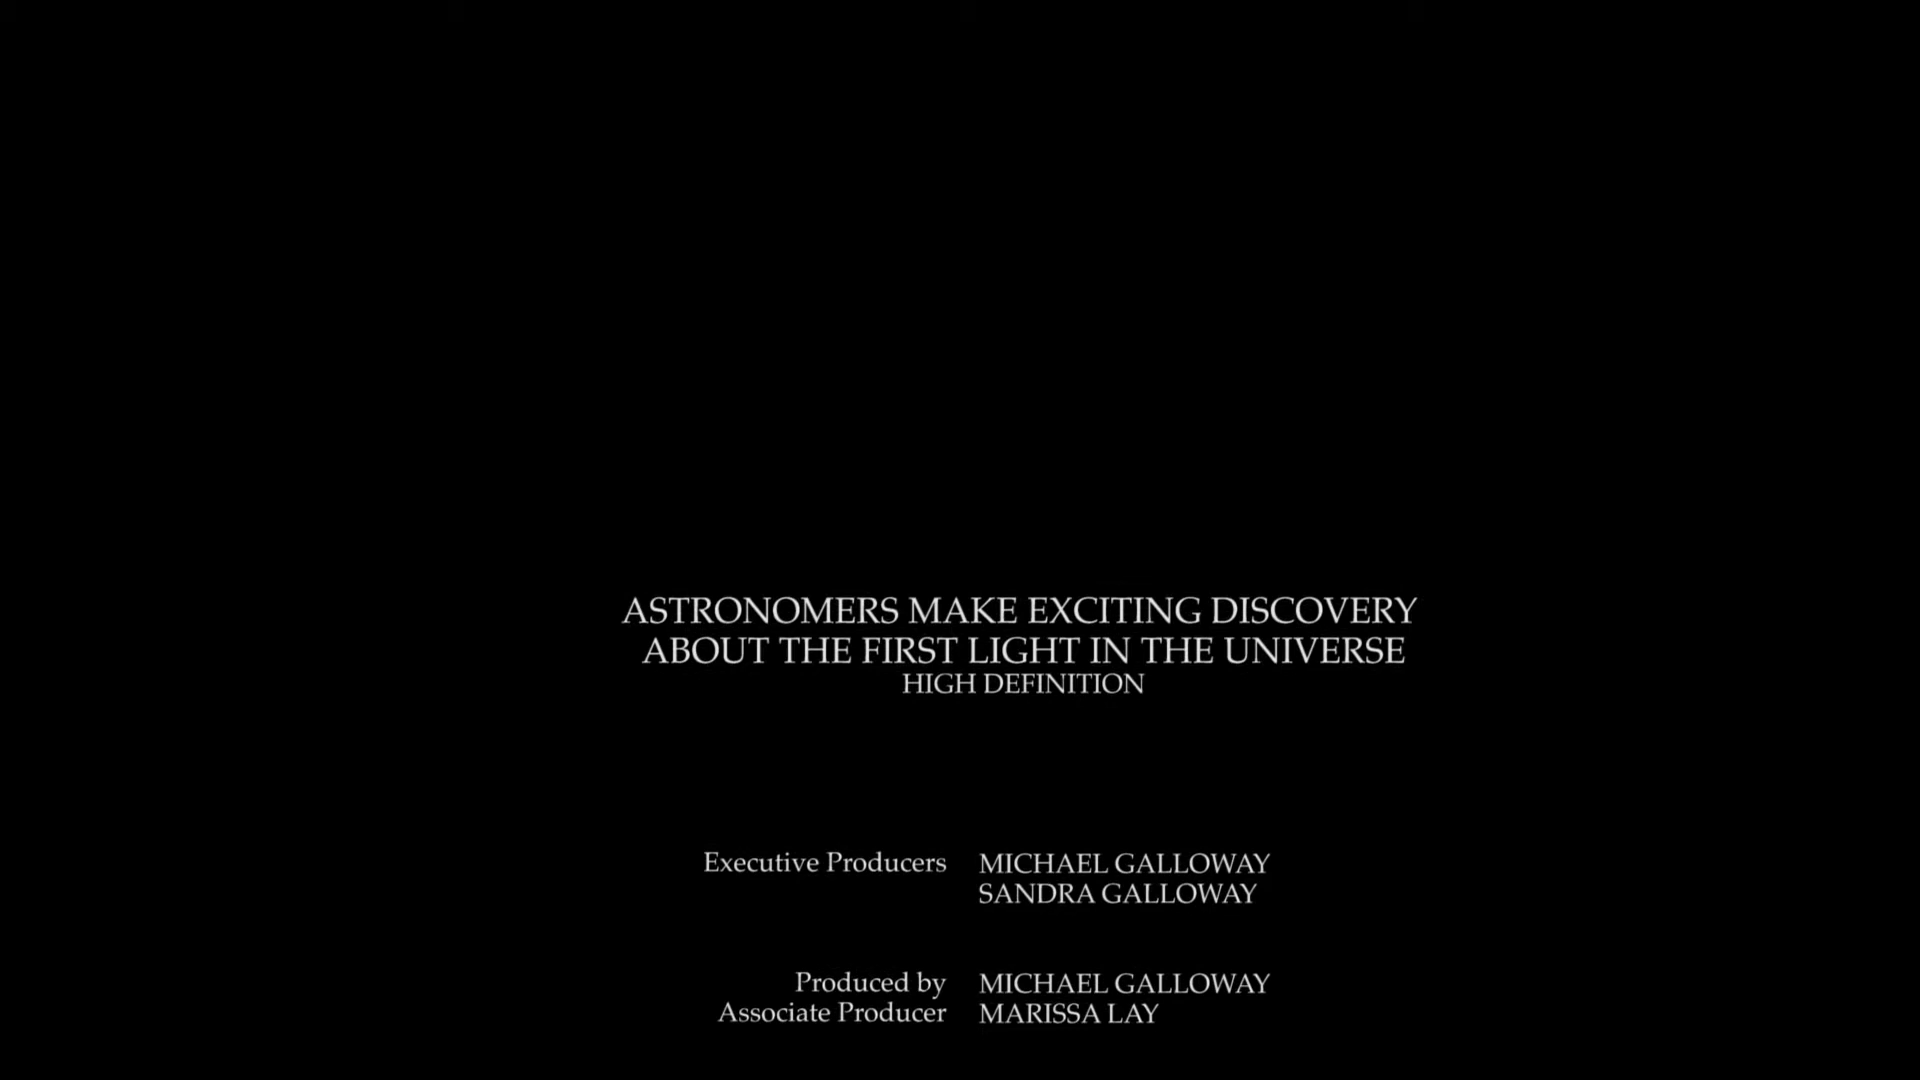 ASTRONOMERS MAKE EXCITING DISCOVERY
ABOUT THE FIRST LIGHT IN THE UNIVERSE
HIGH DEFINITION
Executive Producers MICHAEL GALLOWAY
SANDRA GALLOWAY
Produced by MICHAEL GALLOWAY
Associate Producer MARISSA LAY